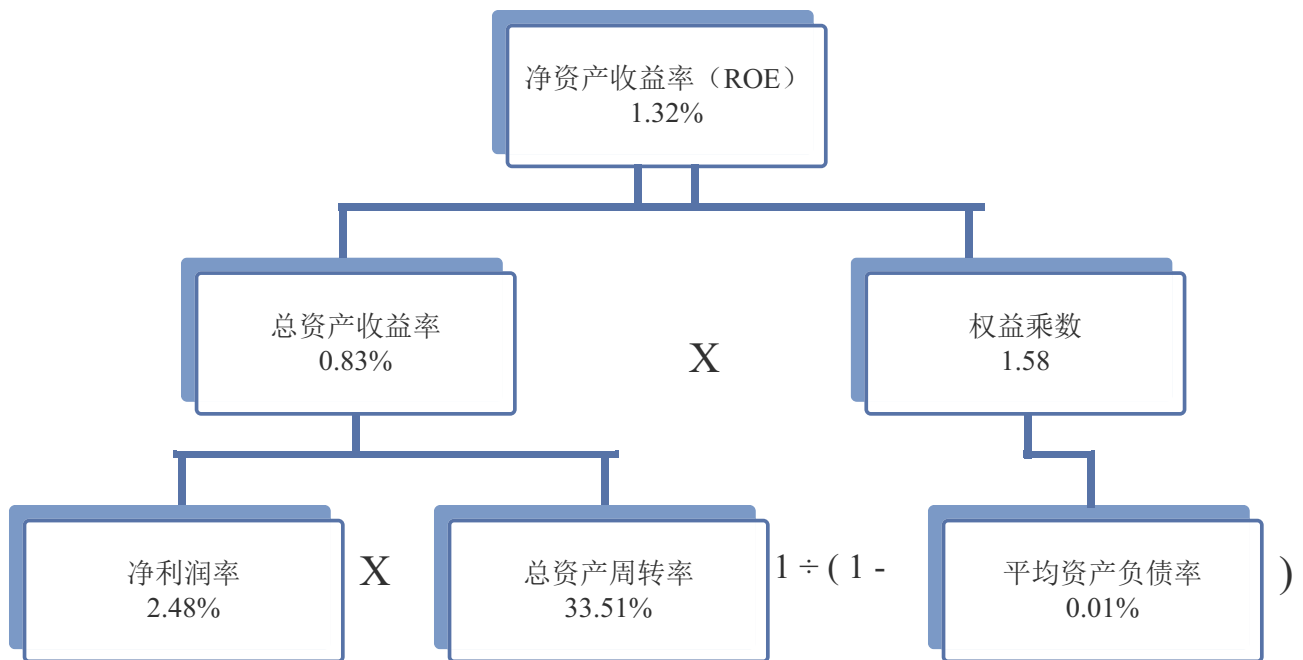 净资产收益率（ROE）
1.32%
总资产收益率
0.83%
X
权益乘数
1.58
净利润率
2.48%
X
总资产周转率
33.51%
1 ÷ ( 1 -
平均资产负债率
0.01%
)